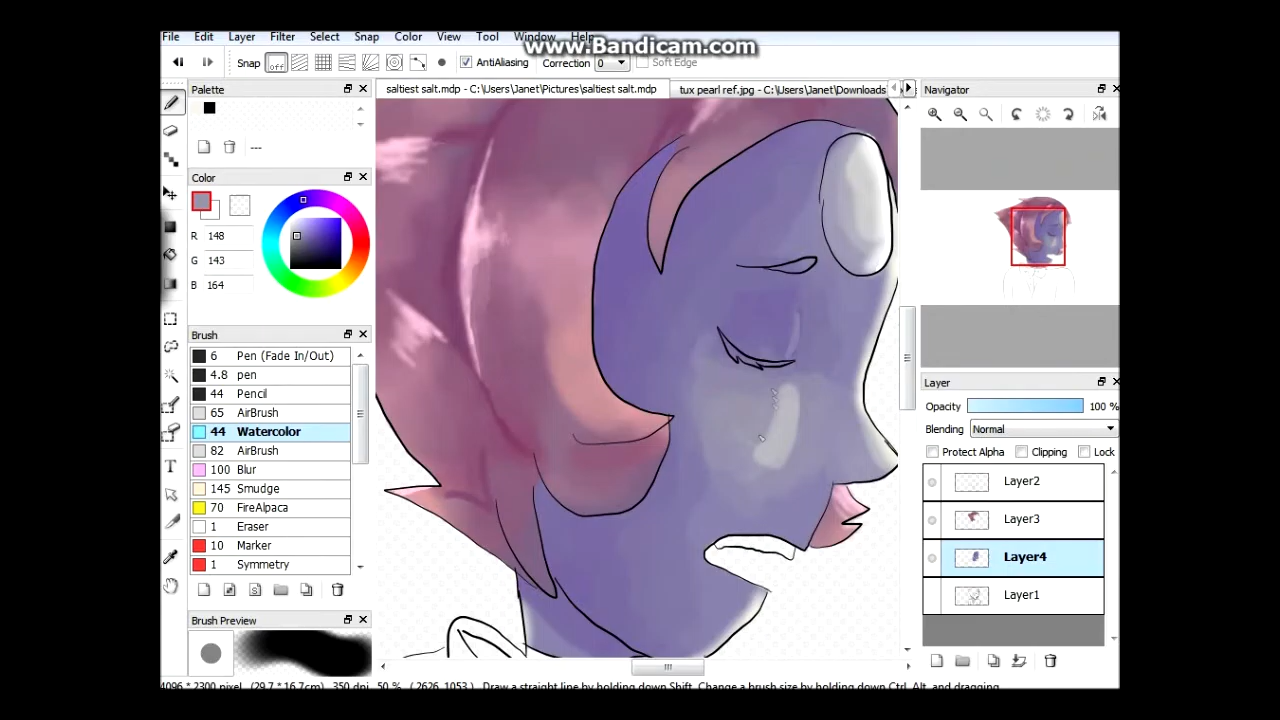 File Edit Layer Filter Select Snap Color View Tool Window Help
www.Bandicam.com
Snap off AntiAliasing Correction 0 Soft Edge
Palette
saltiest salt.mdp - C:\Users\Janet\Pictures\saltiest salt.mdp
tux pearl ref.jpg - C:\Users\Janet\Downloads
Navigator
---
Color
R 148
G 143
B 164
Brush
6 Pen (Fade In/Out)
4.8 pen
44 Pencil
65 AirBrush
44 Watercolor
82 AirBrush
100 Blur
145 Smudge
70 FireAlpaca
1 Eraser
10 Marker
1 Symmetry
Brush Preview
Layer
Opacity 100 %
Blending Normal
Protect Alpha Clipping Lock
Layer2
Layer3
Layer4
Layer1
4096 * 2300 pixel (29.7 * 16.7cm) 350 dpi 50 % (2626, 1053) Draw a straight line by holding down Shift, Change a brush size by holding down Ctrl, Alt, and dragging